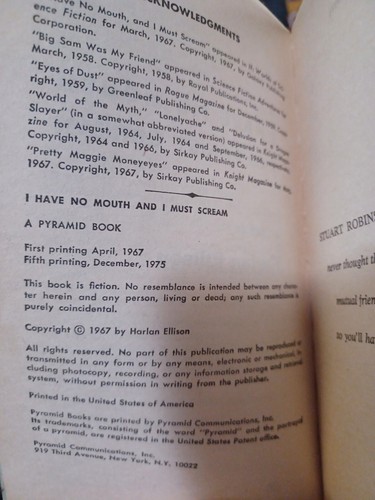 KNOWLEDGMENTS
"I Have No Mouth, and I Must Scream" appeared in
ence Fiction for March, 1967. Copyright, 1967, by Galaxy Publishing
Corporation.
"Big Sam Was My Friend" appeared in Science Fiction Adventures for
March, 1958. Copyright, 1958, by Royal Publications, Inc.
"Eyes of Dust" appeared in Rogue Magazine for December, 1959. Copy-
right, 1959, by Greenleaf Publishing Co.
"World of the Myth," "Lonelyache" and "Delusion for a Dragon
Slayer" (in a somewhat abbreviated version) appeared in Knight Maga-
zine for August, 1964, July, 1964 and September, 1966, respectively.
Copyright, 1964 and 1966, by Sirkay Publishing Co.
"Pretty Maggie Moneyeyes" appeared in Knight Magazine for May,
1967. Copyright, 1967, by Sirkay Publishing Co.
I HAVE NO MOUTH AND I MUST SCREAM
A PYRAMID BOOK
First printing April, 1967
Fifth printing, December, 1975
This book is fiction. No resemblance is intended between any charac-
ter herein and any person, living or dead; any such resemblance is
purely coincidental.
Copyright © 1967 by Harlan Ellison
All rights reserved. No part of this publication may be reproduced or
transmitted in any form or by any means, electronic or mechanical, in-
cluding photocopy, recording, or any information storage and retrieval
system, without permission in writing from the publisher.
Printed in the United States of America
Pyramid Books are printed by Pyramid Communications, Inc.
Its trademarks, consisting of the word "Pyramid" and the portrayal
of a pyramid, are registered in the United States Patent office.
Pyramid Communications, Inc.
919 Third Avenue, New York, N.Y. 10022
STUART ROBIN
never thought th
mutual frien
as you'll ha